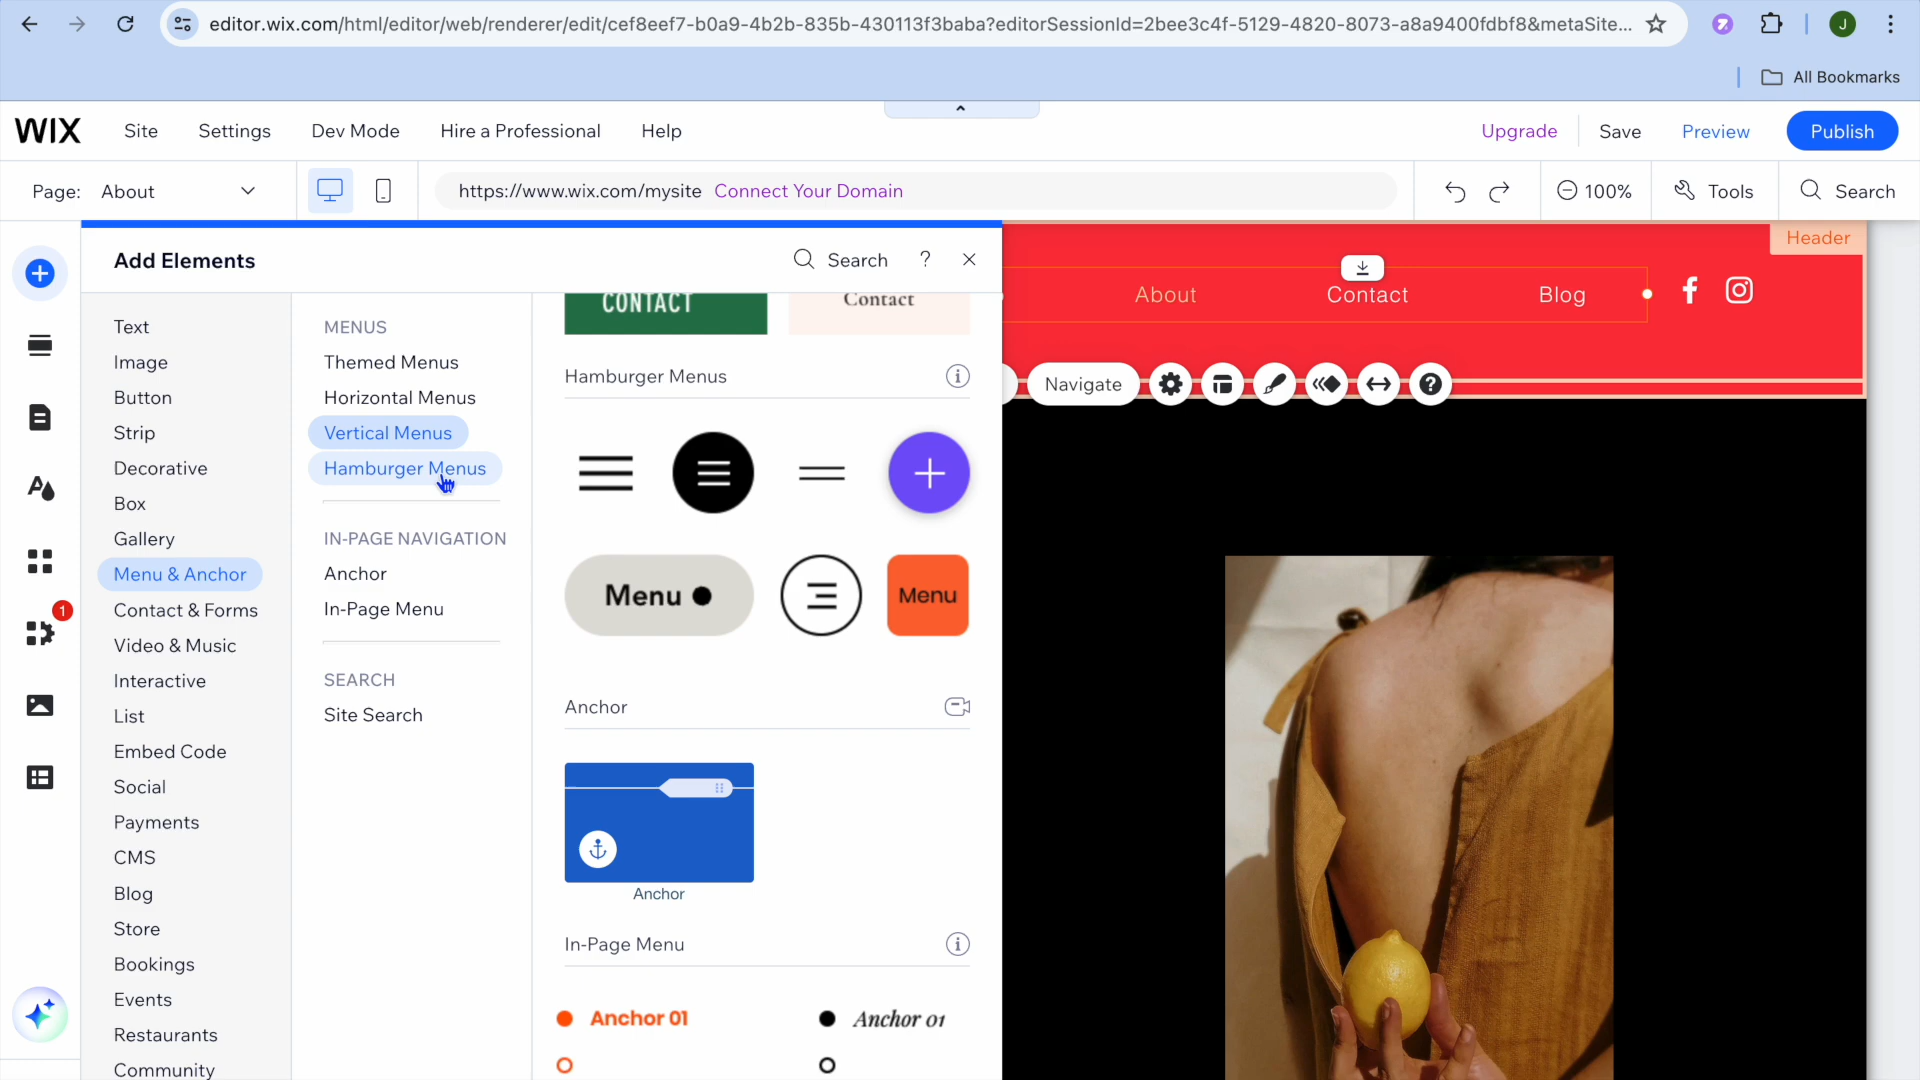 editor.wix.com/html/editor/web/renderer/edit/cef8eef7-b0a9-4b2b-835b-430113f3baba?editorSessionId=2bee3c4f-5129-4820-8073-a8a9400fdbf8&metaSite...
J
All Bookmarks
WIX Site Settings Dev Mode Hire a Professional Help Upgrade Save Preview Publish
Page: About https://www.wix.com/mysite Connect Your Domain 100% Tools Search
Add Elements Search ?
Header
About Contact Blog
Navigate ?
Text
Image
Button
Strip
Decorative
Box
Gallery
Menu & Anchor
Contact & Forms
1
Video & Music
Interactive
List
Embed Code
Social
Payments
CMS
Blog
Store
Bookings
Events
Restaurants
Community
MENUS
Themed Menus
Horizontal Menus
Vertical Menus
Hamburger Menus
IN-PAGE NAVIGATION
Anchor
In-Page Menu
SEARCH
Site Search
CONTACT Contact
Hamburger Menus
Menu Menu
Anchor
Anchor
In-Page Menu
Anchor 01 Anchor 01